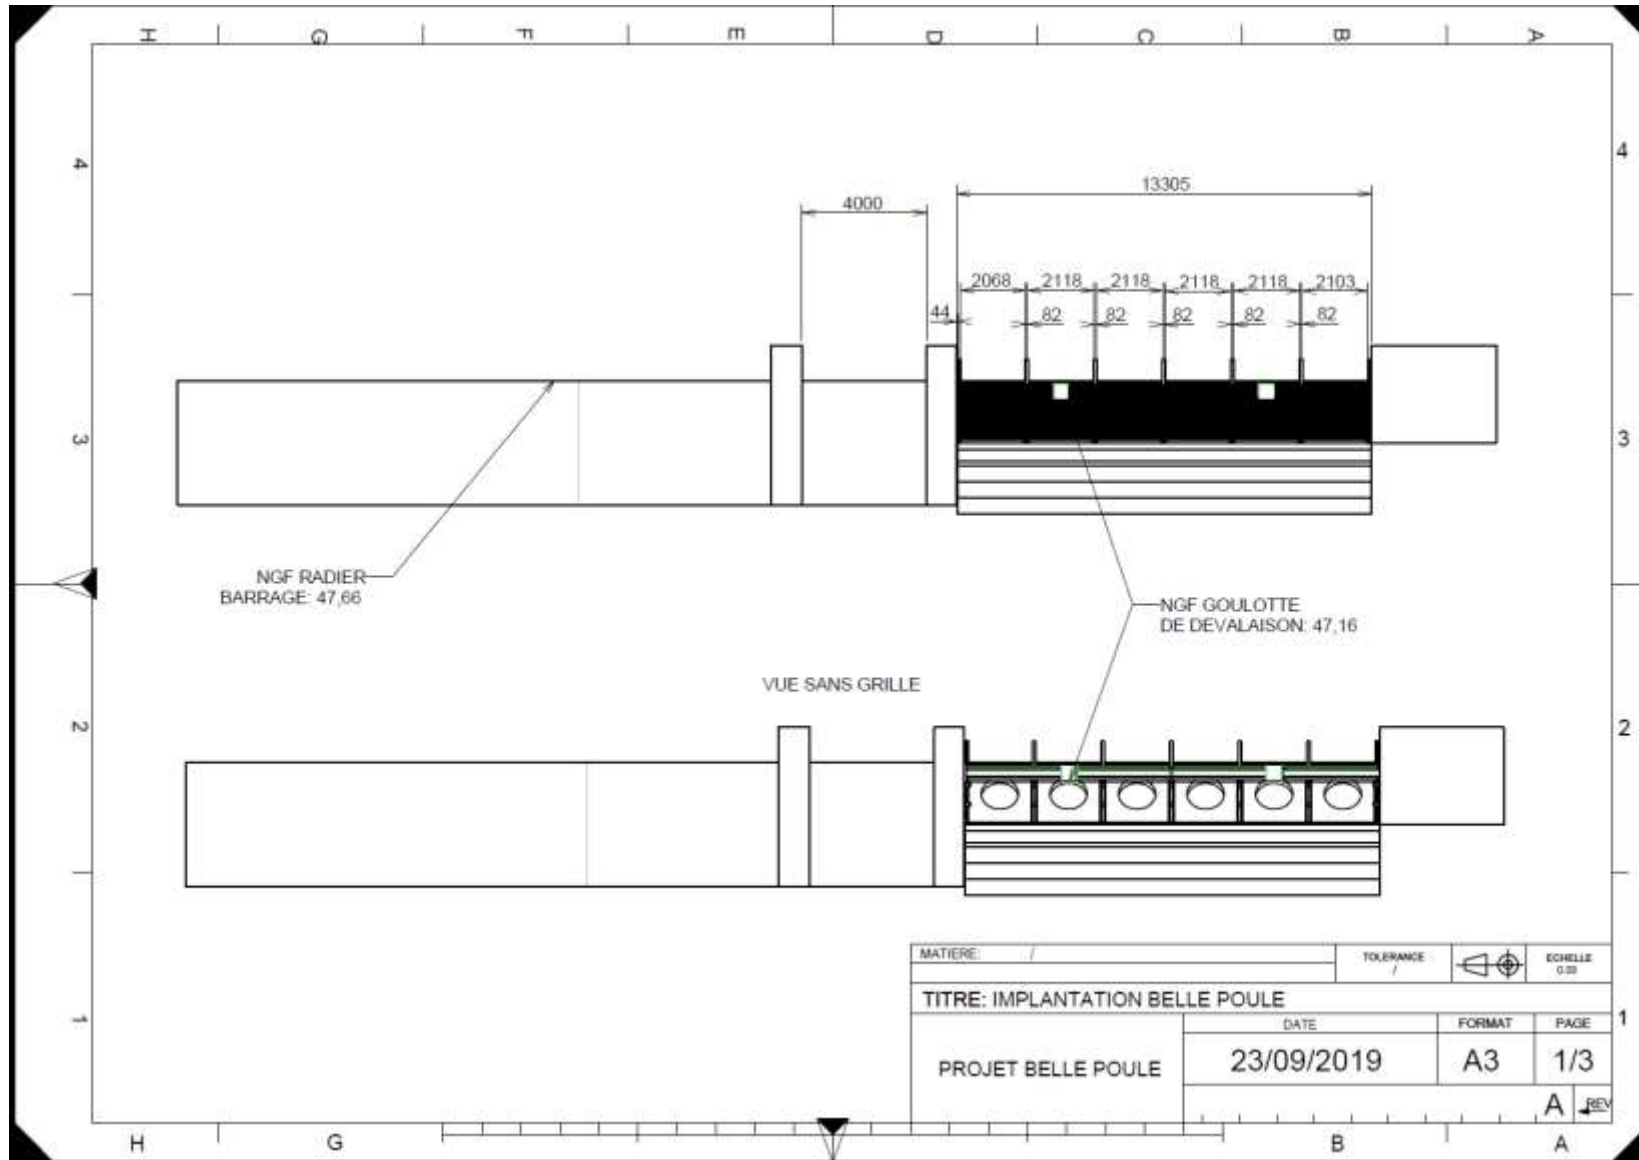 H G F E D C B A
4 4
13305
4000
2068 2118 2118 2118 2118 2103
44 82 82 82 82 82
3 3
NGF RADIER
BARRAGE: 47,66
NGF GOULOTTE
DE DEVALAISON: 47,16
VUE SANS GRILLE
2 2
MATIERE: /
TOLERANCE
/
ECHELLE
TITRE: IMPLANTATION BELLE POULE
1 1
DATE FORMAT PAGE
PROJET BELLE POULE
23/09/2019 A3 1/3
A REV
H G B A